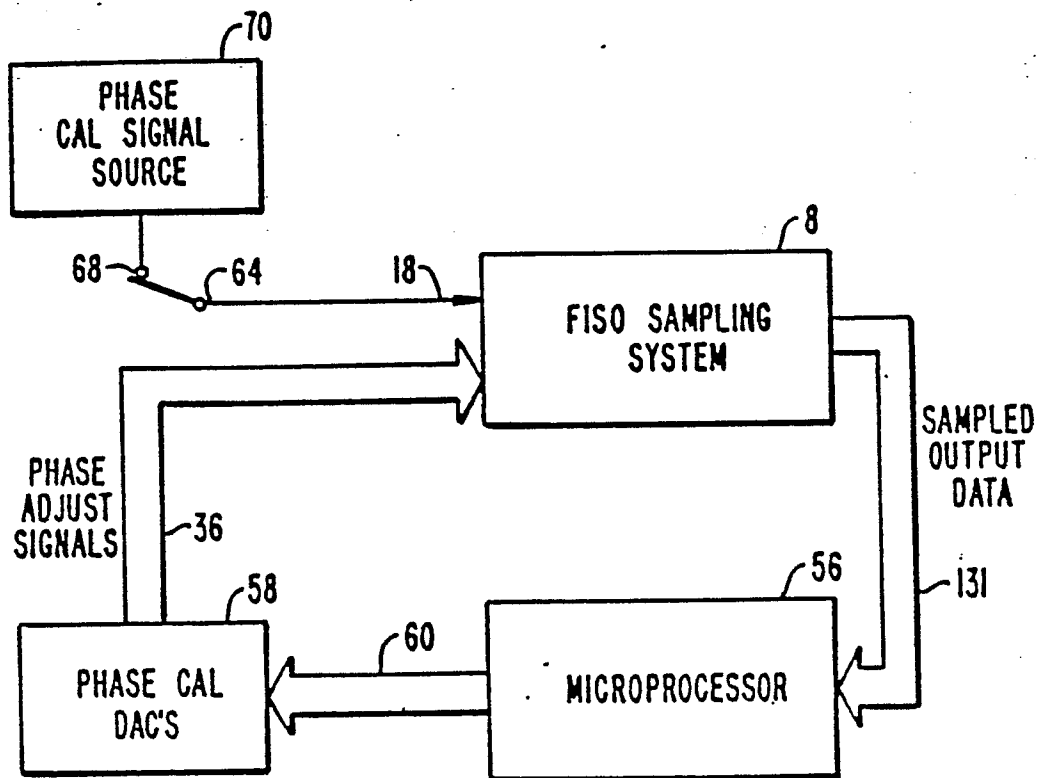 70
PHASE
CAL SIGNAL
SOURCE
68
64
18
8
FISO SAMPLING
SYSTEM
SAMPLED
OUTPUT
DATA
131
PHASE
ADJUST
SIGNALS
36
58
PHASE CAL
DAC'S
60
56
MICROPROCESSOR